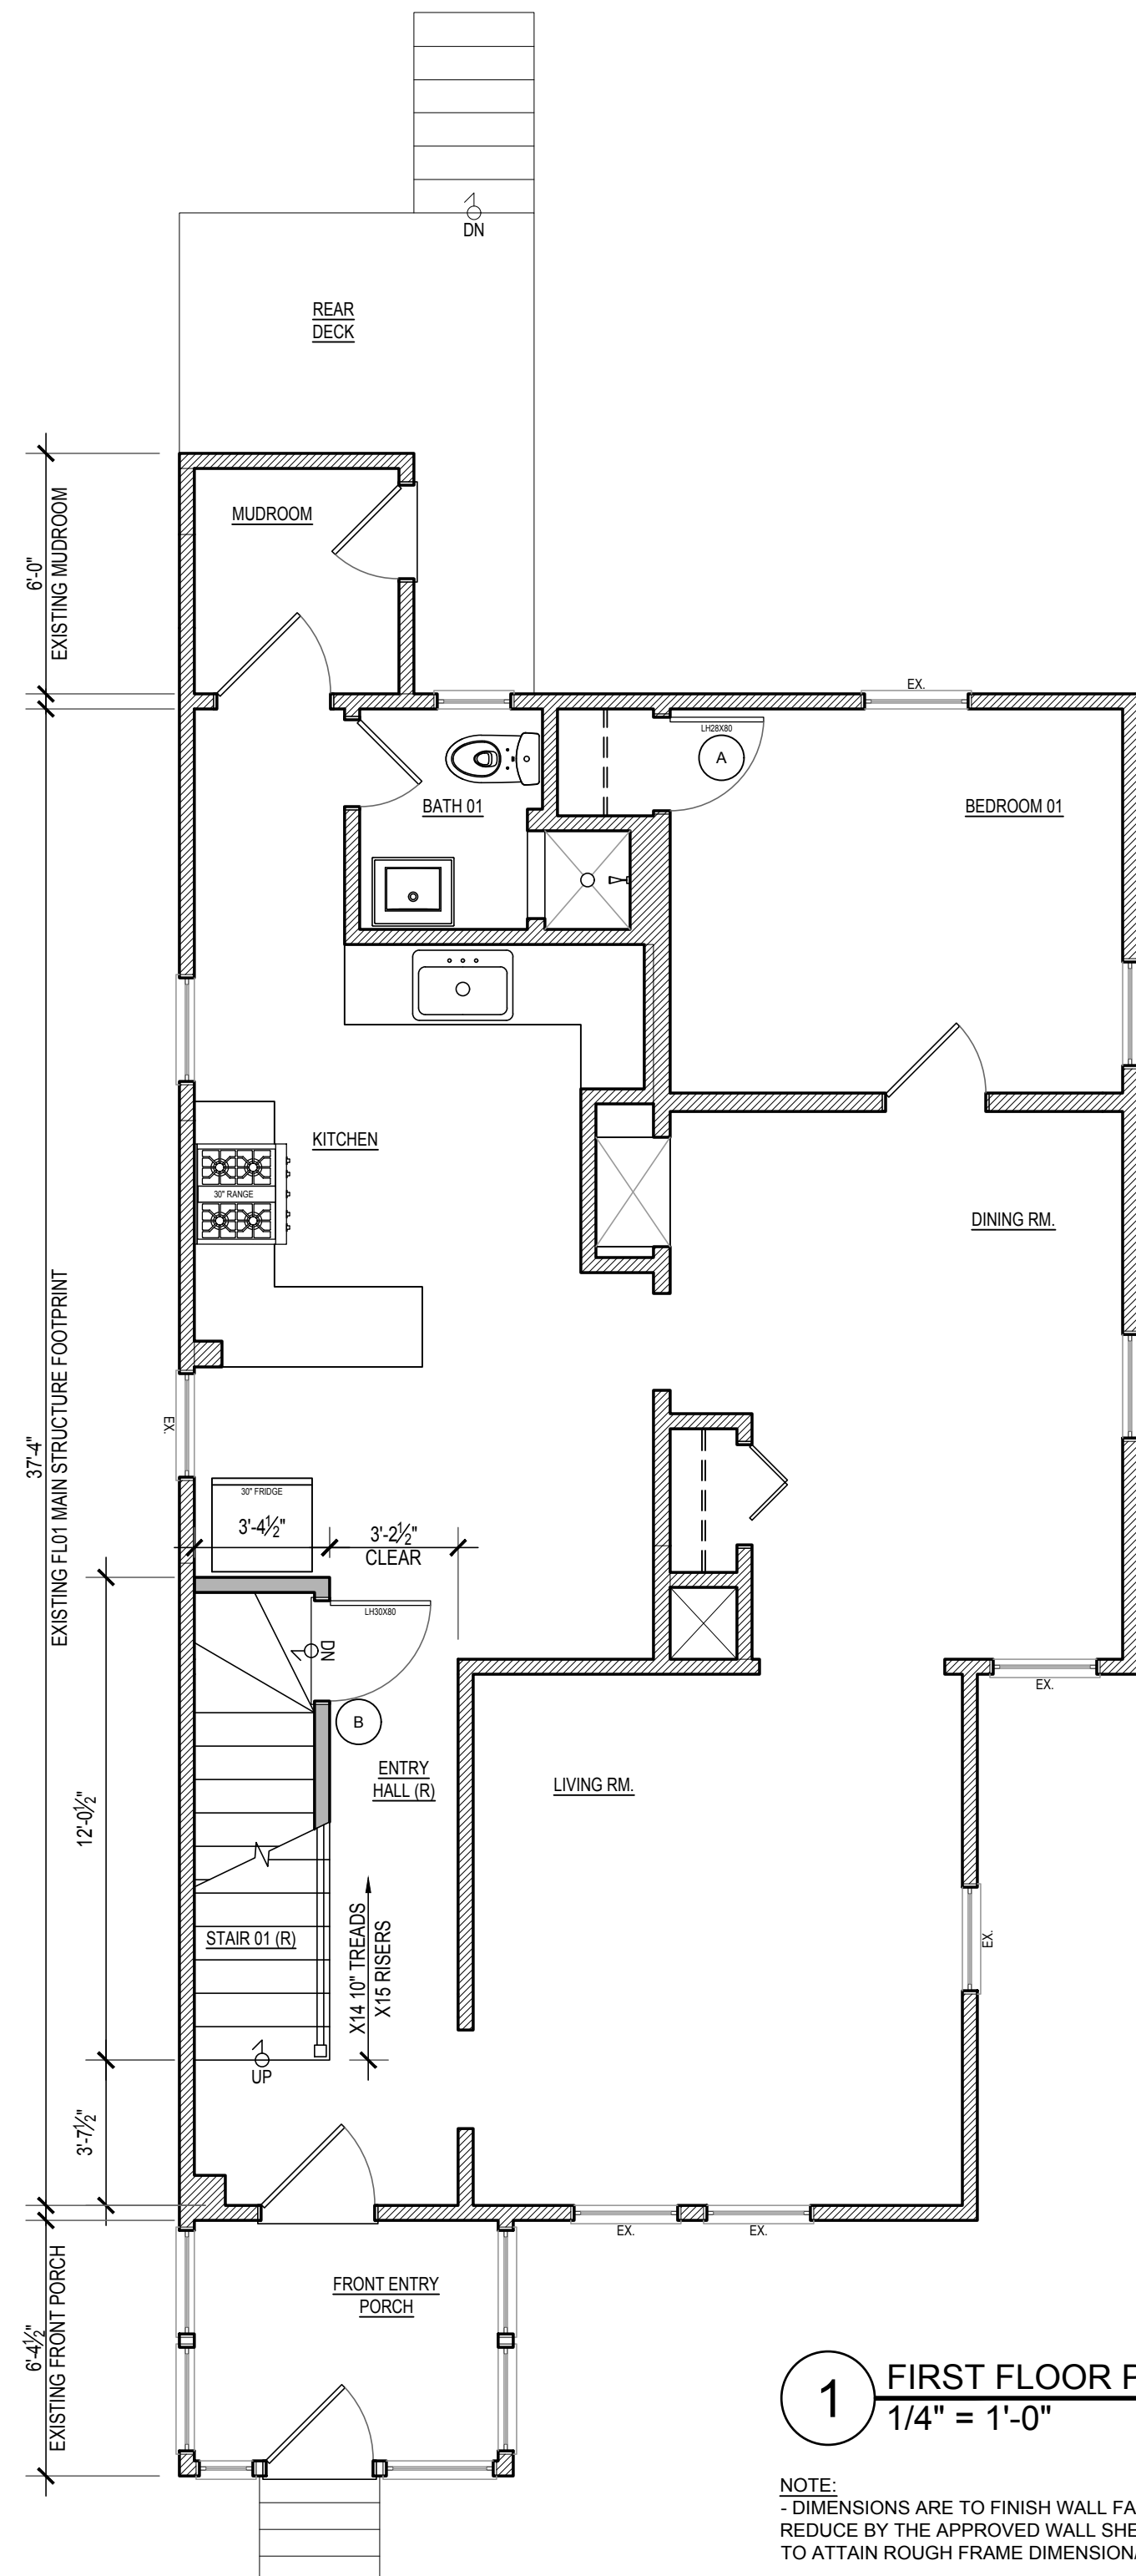 DN
REAR
DECK
6'-0"
EXISTING MUDROOM
MUDROOM
EX.
LH28X80
A
BATH 01
BEDROOM 01
KITCHEN
30" RANGE
DINING RM.
37'-4"
EXISTING FL01 MAIN STRUCTURE FOOTPRINT
EX.
30" FRIDGE
3'-4½"
3'-2½"
CLEAR
LH30X80
DN
B
EX.
ENTRY
HALL (R)
LIVING RM.
12'-0½"
STAIR 01 (R)
X14 10" TREADS
X15 RISERS
EX.
UP
3'-7½"
EX.
EX.
FRONT ENTRY
PORCH
6'-4½"
EXISTING FRONT PORCH
1
FIRST FLOOR
1/4" = 1'-0"
NOTE:
- DIMENSIONS ARE TO FINISH WALL
REDUCE BY THE APPROVED WALL
TO ATTAIN ROUGH FRAME